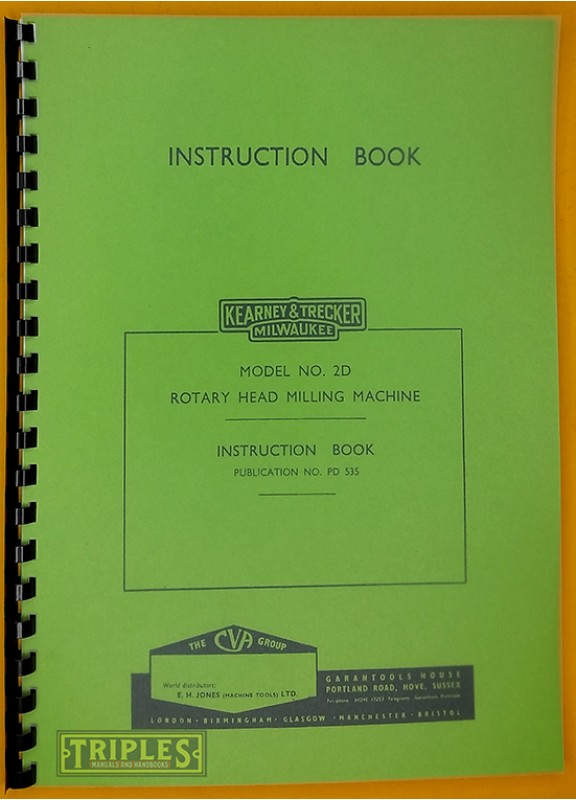 INSTRUCTION BOOK
KEARNEY & TRECKER
MILWAUKEE
MODEL NO. 2D
ROTARY HEAD MILLING MACHINE
INSTRUCTION BOOK
PUBLICATION NO. PD 535
THE CVA GROUP
World distributors:
E. H. JONES (MACHINE TOOLS) LTD.
GARANTOOLS HOUSE
PORTLAND ROAD, HOVE, SUSSEX
LONDON · BIRMINGHAM · GLASGOW · MANCHESTER · BRISTOL
TRIPLES
MANUALS AND HANDBOOKS